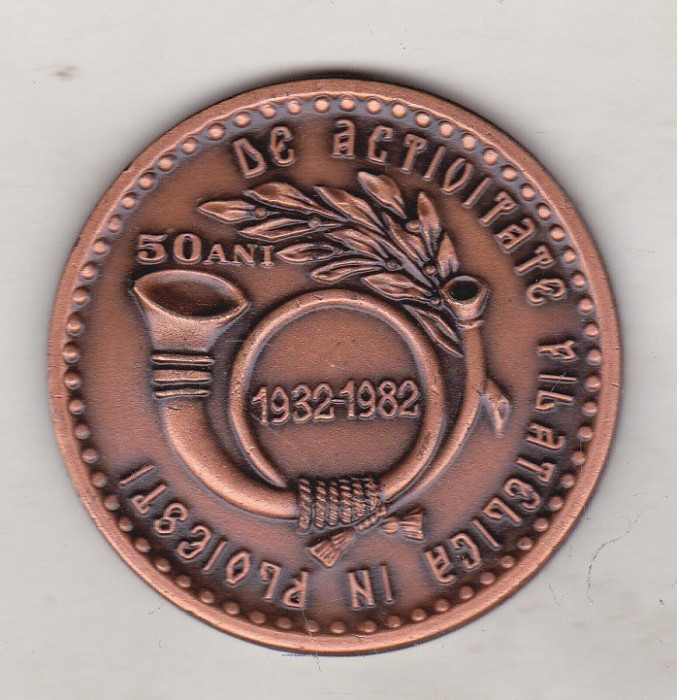 50 ANI
DE ACTIVITATE FILATELICA IN PLOIESTI
1932-1982